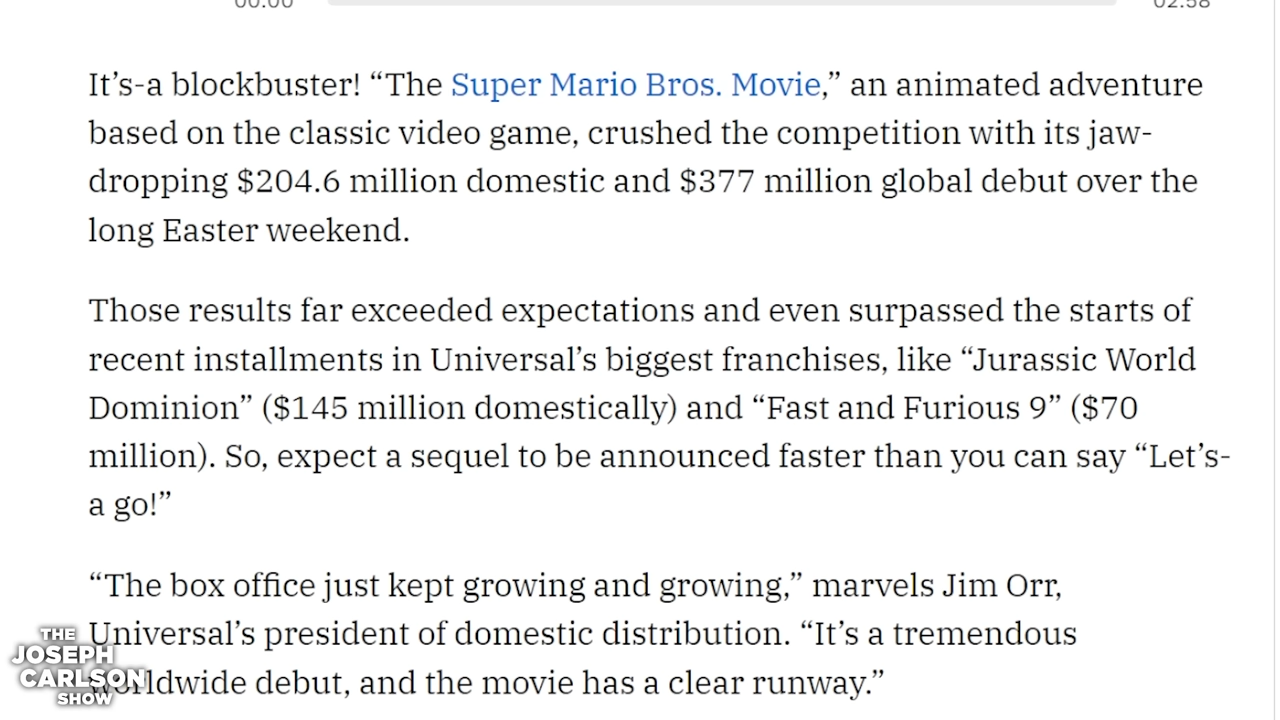 00:00 02:58
It’s-a blockbuster! “The Super Mario Bros. Movie,” an animated adventure
based on the classic video game, crushed the competition with its jaw-
dropping $204.6 million domestic and $377 million global debut over the
long Easter weekend.
Those results far exceeded expectations and even surpassed the starts of
recent installments in Universal’s biggest franchises, like “Jurassic World
Dominion” ($145 million domestically) and “Fast and Furious 9” ($70
million). So, expect a sequel to be announced faster than you can say “Let’s-
a go!”
“The box office just kept growing and growing,” marvels Jim Orr,
Universal’s president of domestic distribution. “It’s a tremendous
worldwide debut, and the movie has a clear runway.”
THE
JOSEPH
CARLSON
SHOW